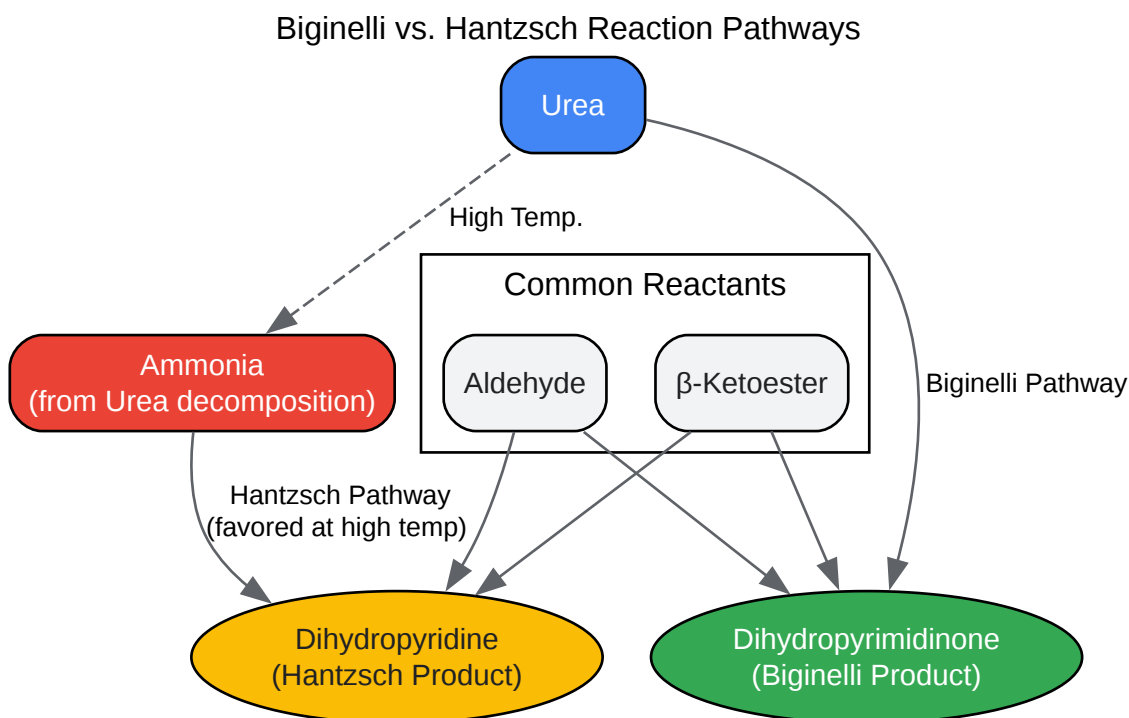 Biginelli vs. Hantzsch Reaction Pathways
Urea
High Temp.
Common Reactants
Ammonia
(from Urea decomposition)
Aldehyde
β-Ketoester
Biginelli Pathway
Hantzsch Pathway
(favored at high temp)
Dihydropyridine
(Hantzsch Product)
Dihydropyrimidinone
(Biginelli Product)